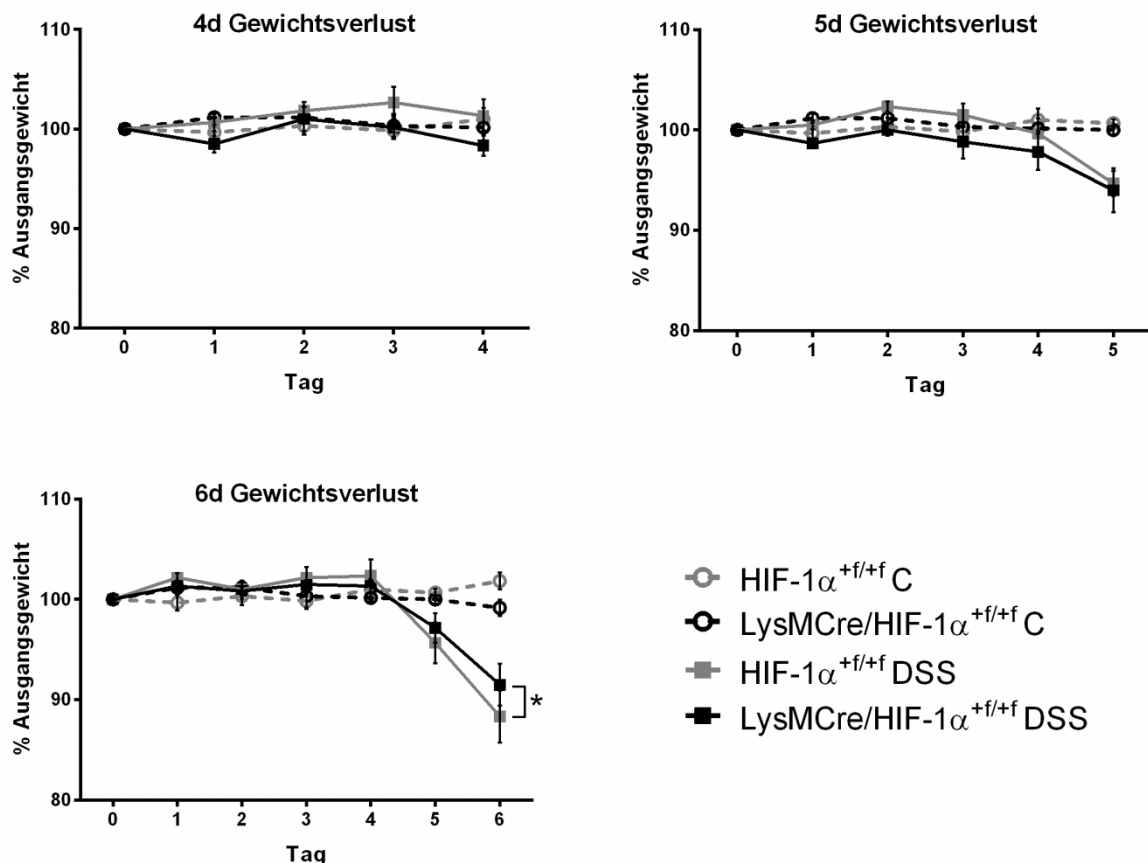 4d Gewichtsverlust
% Ausgangsgewicht
110
100
90
80
0 1 2 3 4
Tag
5d Gewichtsverlust
% Ausgangsgewicht
110
100
90
80
0 1 2 3 4 5
Tag
6d Gewichtsverlust
% Ausgangsgewicht
110
100
90
80
*
0 1 2 3 4 5 6
Tag
HIF-1α+f/+f C
LysMCre/HIF-1α+f/+f C
HIF-1α+f/+f DSS
LysMCre/HIF-1α+f/+f DSS